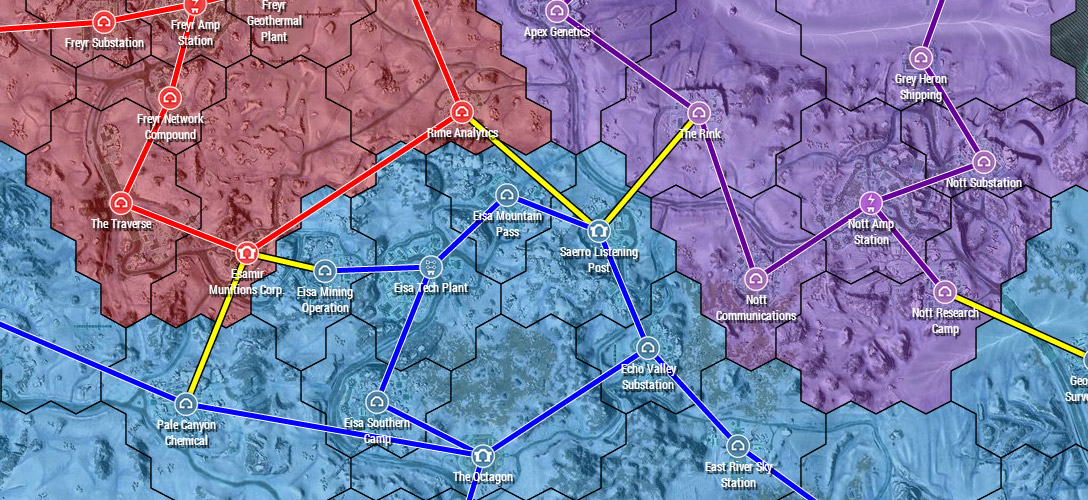 Freyr Substation
Freyr Amp
Station
Freyr
Geothermal
Plant
Apex Genetics
Grey Heron
Shipping
Freyr Network
Compound
Rime Analytics
The Rink
Nott Substation
The Traverse
Eisa Mountain
Pass
Saerro Listening
Post
Nott Amp
Station
Esamir
Munitions Corp.
Eisa Mining
Operation
Eisa Tech Plant
Nott
Communications
Nott Research
Camp
Echo Valley
Substation
Geo
Surve
Pale Canyon
Chemical
Eisa Southern
Camp
The Octagon
East River Sky
Station